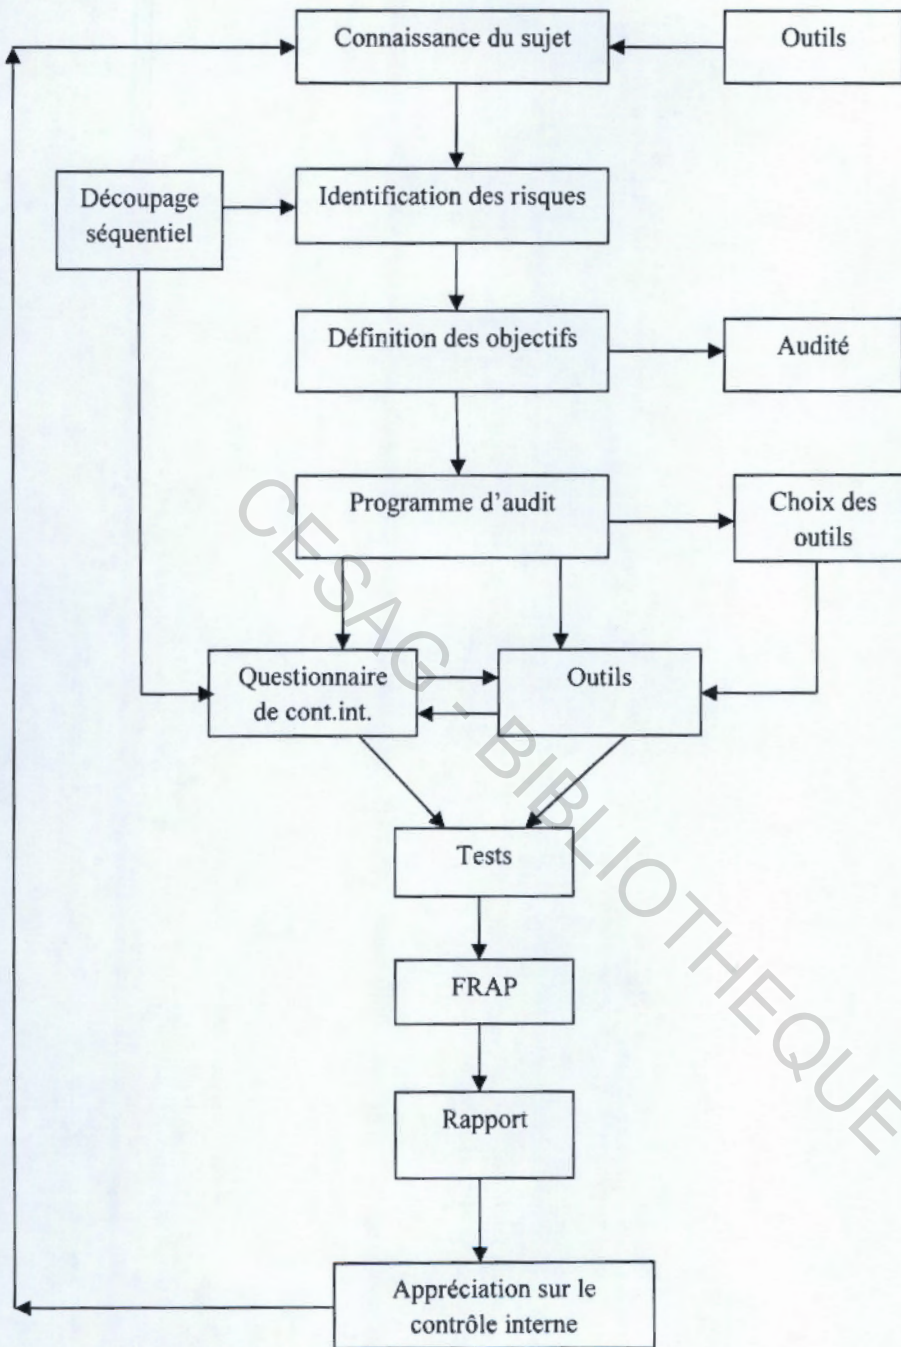 Connaissance du sujet
Outils
Identification des risques
Découpage
séquentiel
Définition des objectifs
Audité
Programme d'audit
Choix des
outils
Questionnaire
de cont.int.
Outils
Tests
FRAP
Rapport
Appréciation sur le
contrôle interne
CESAG - BIBLIOTHEQUE